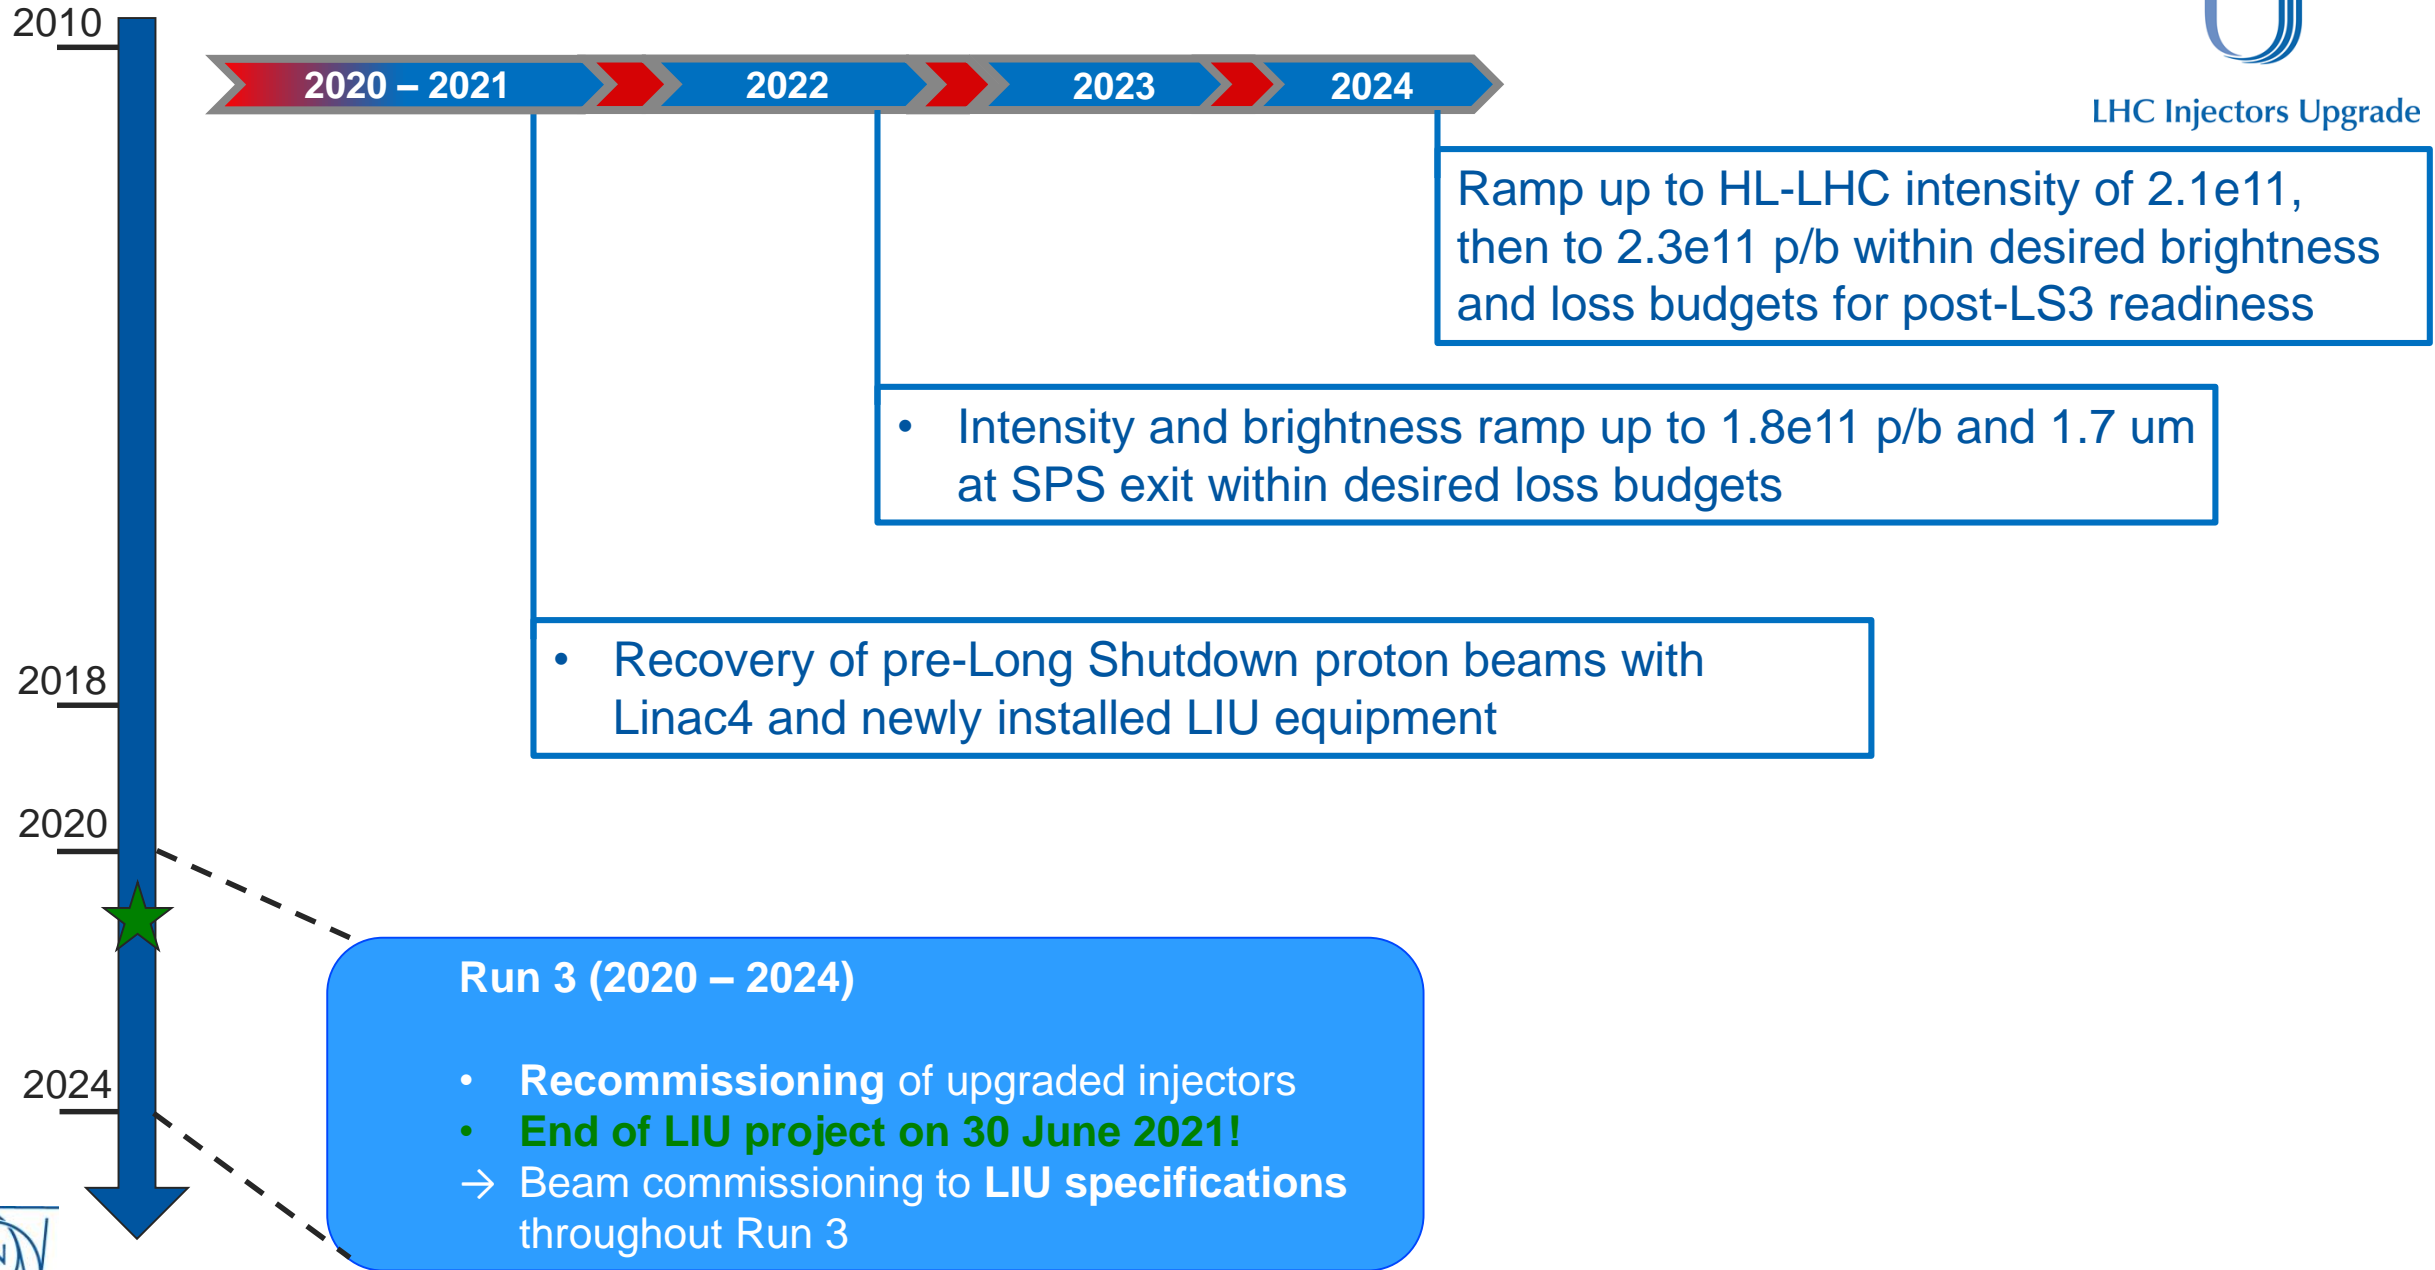 2010
2020 – 2021
2022
2023
2024
LHC Injectors Upgrade
Ramp up to HL-LHC intensity of 2.1e11,
then to 2.3e11 p/b within desired brightness
and loss budgets for post-LS3 readiness
• Intensity and brightness ramp up to 1.8e11 p/b and 1.7 um
at SPS exit within desired loss budgets
• Recovery of pre-Long Shutdown proton beams with
Linac4 and newly installed LIU equipment
2018
2020
2024
Run 3 (2020 – 2024)
• Recommissioning of upgraded injectors
• End of LIU project on 30 June 2021!
→ Beam commissioning to LIU specifications
throughout Run 3